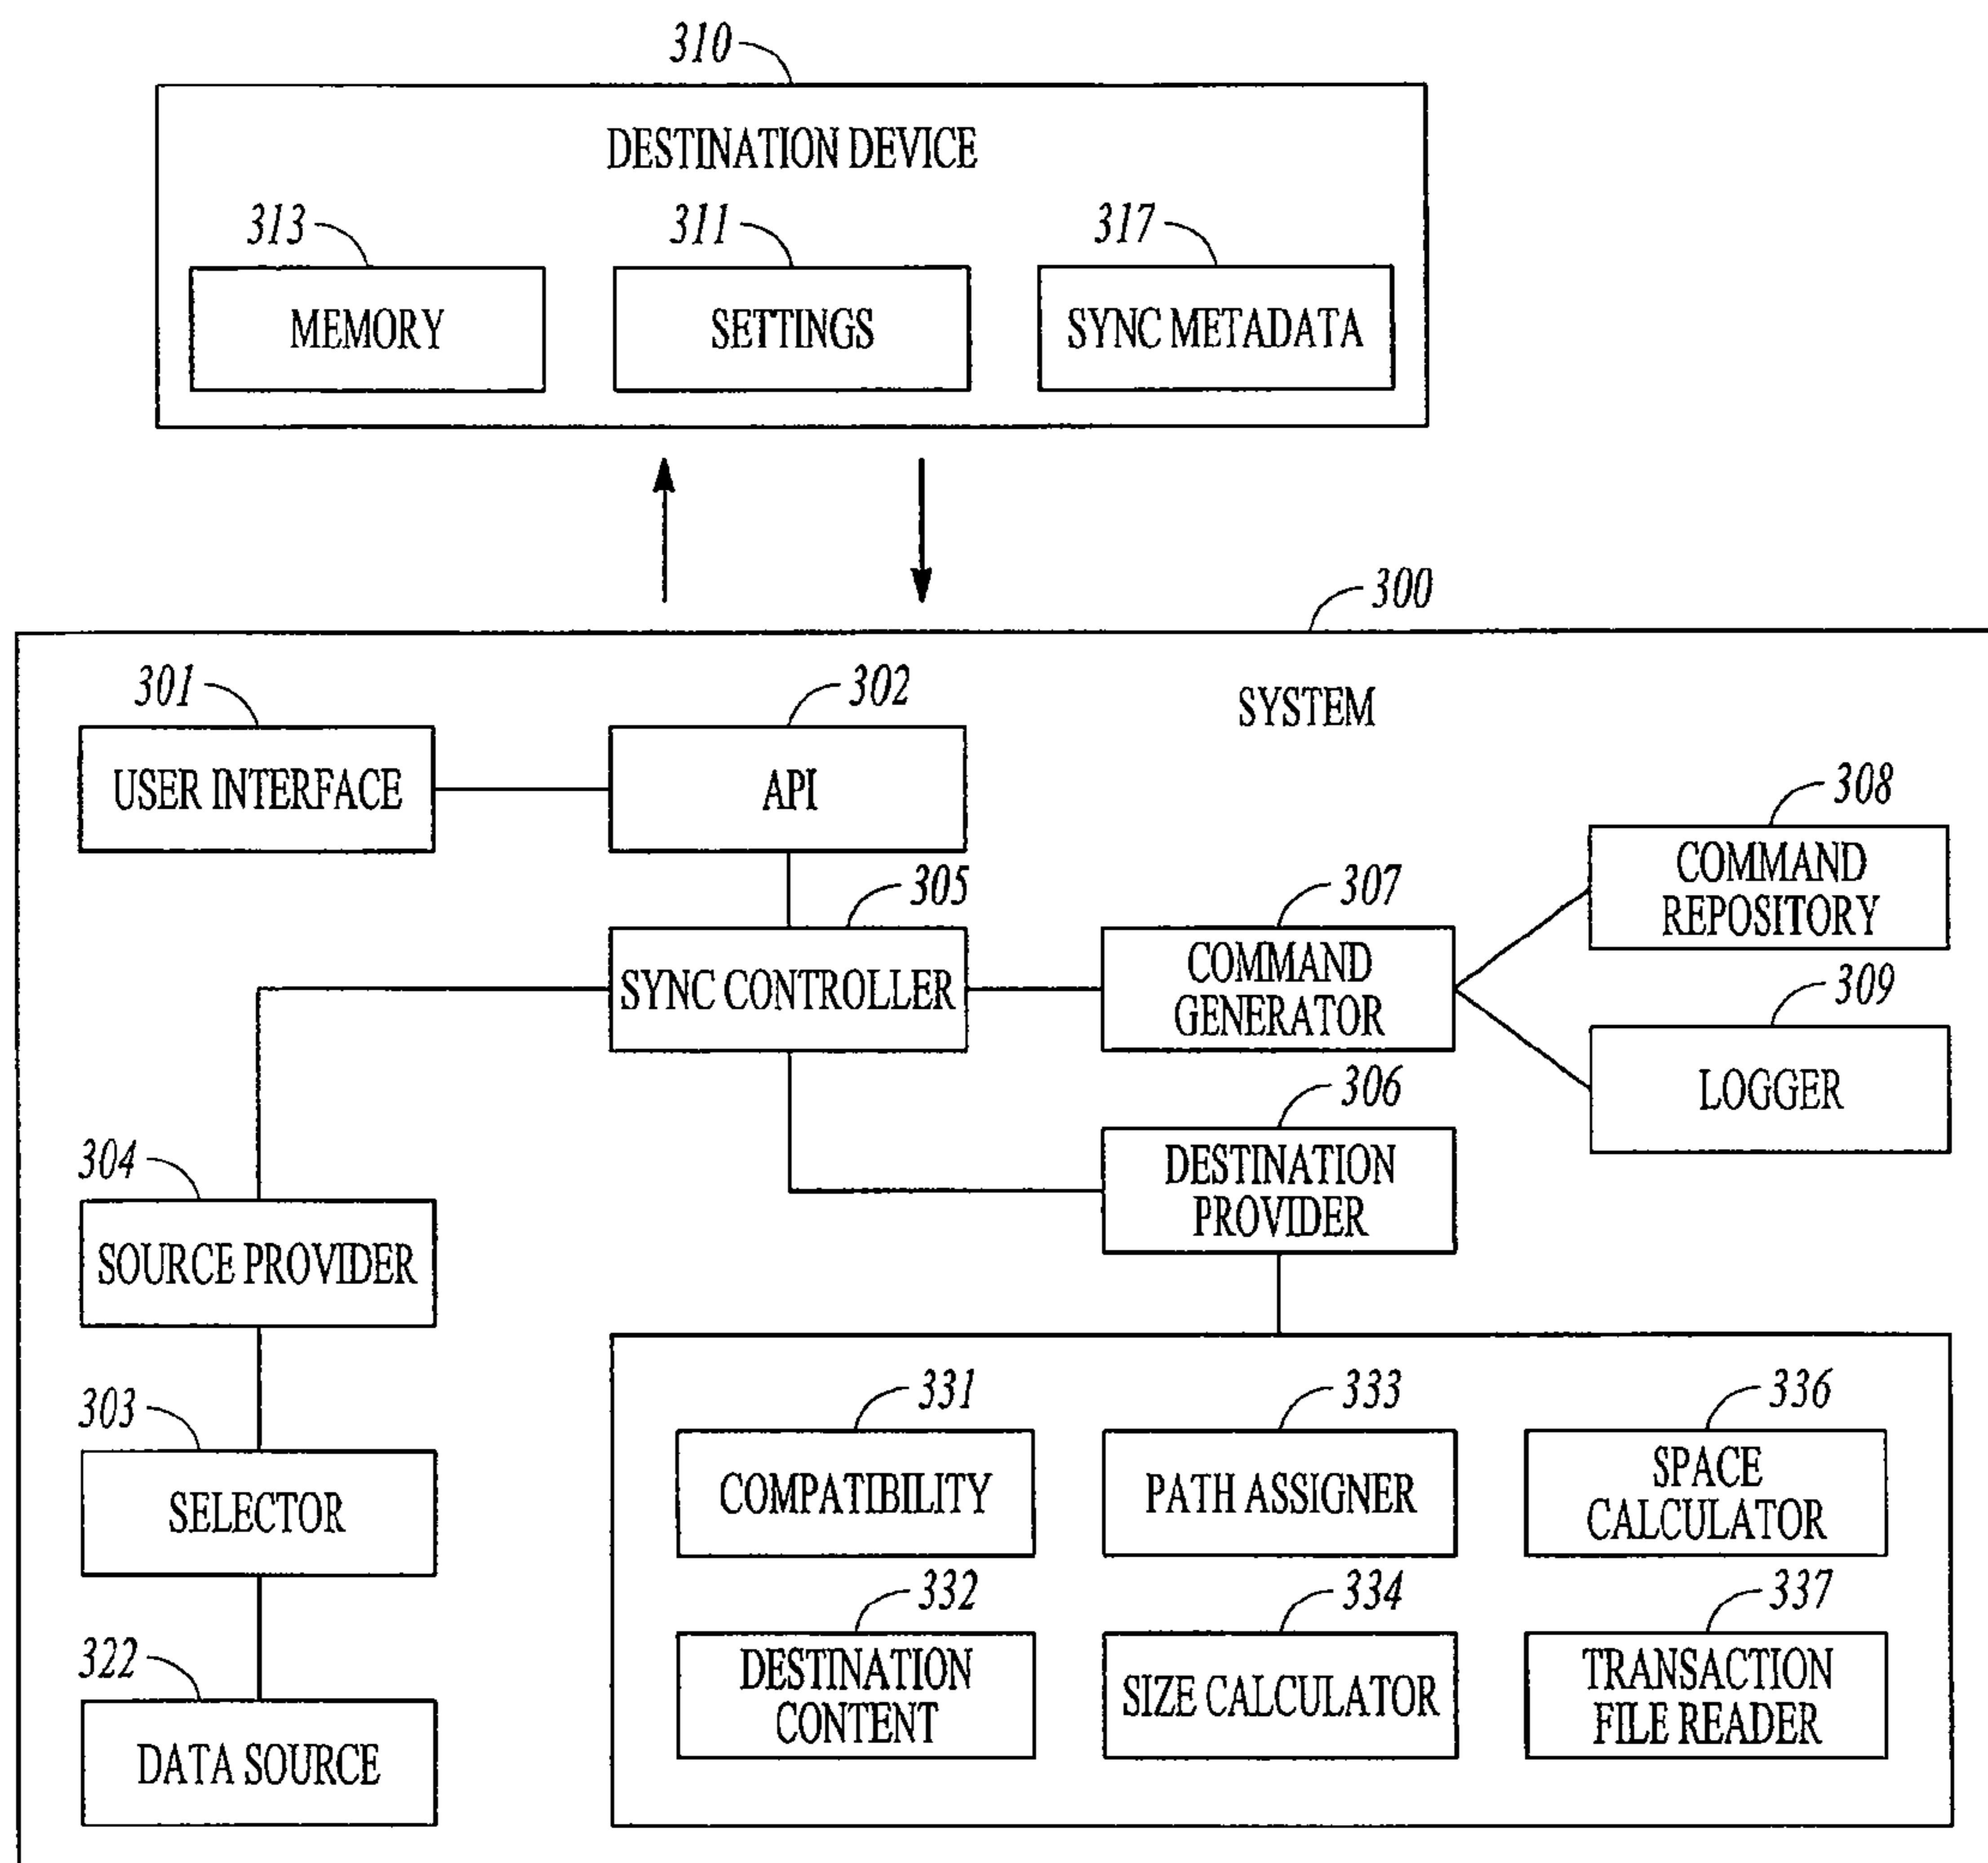 310
DESTINATION DEVICE
313
311
317
MEMORY
SETTINGS
SYNC METADATA
300
SYSTEM
301
302
USER INTERFACE
API
308
COMMAND
REPOSITORY
305
307
SYNC CONTROLLER
COMMAND
GENERATOR
309
LOGGER
306
DESTINATION
PROVIDER
304
SOURCE PROVIDER
303
SELECTOR
322
DATA SOURCE
331
333
336
COMPATIBILITY
PATH ASSIGNER
SPACE
CALCULATOR
332
334
337
DESTINATION
CONTENT
SIZE CALCULATOR
TRANSACTION
FILE READER